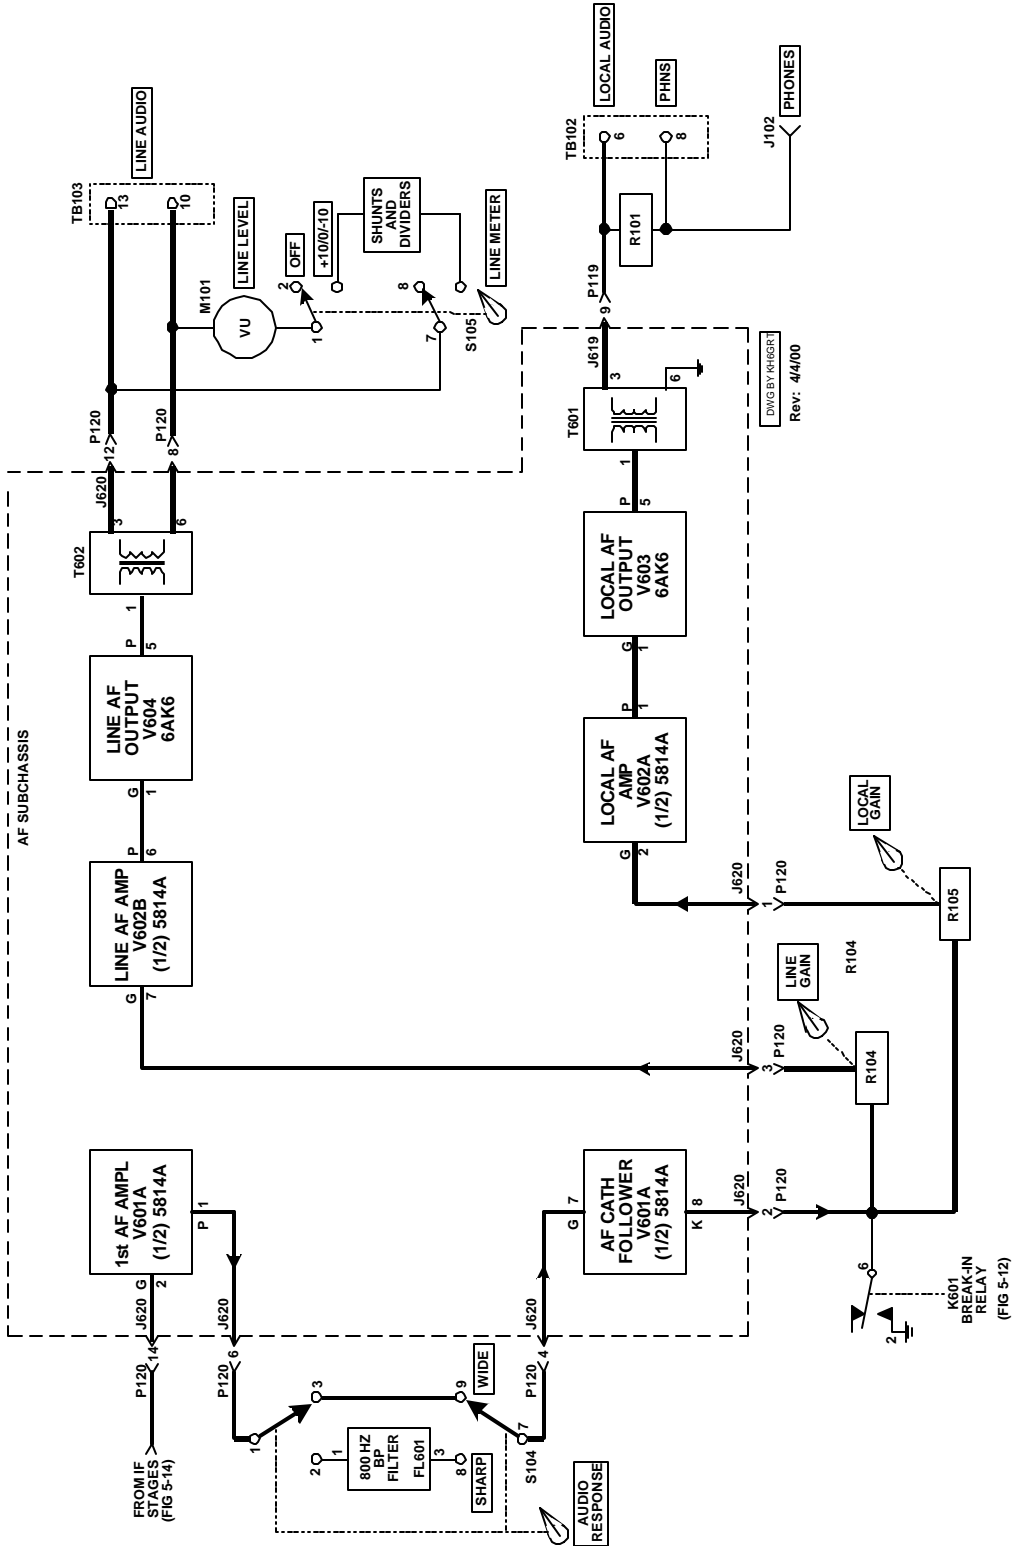 AF SUBCHASSIS
FROM IF
STAGES
(FIG 5-14)
P120
14
J620
G
2
1st AF AMPL
V601A
(1/2) 5814A
P
1
J620
6
P120
1
3
2
1
800 HZ
BP
FILTER
FL601
3
8
9
WIDE
SHARP
7
S104
AUDIO
RESPONSE
P120
4
J620
G
7
AF CATH
FOLLOWER
V601A
(1/2) 5814A
K
8
J620
2
P120
6
2
K601
BREAK-IN
RELAY
(FIG 5-12)
R104
LINE
GAIN
R104
J620
3
P120
R105
LOCAL
GAIN
J620
1
P120
G
7
LINE AF AMP
V602B
(1/2) 5814A
P
6
G
1
LINE AF
OUTPUT
V604
6AK6
P
5
1
T602
3
6
J620
12
P120
8
P120
TB103
13
10
LINE AUDIO
M101
VU
LINE LEVEL
1
2
OFF
+10/0/-10
SHUNTS
AND
DIVIDERS
7
8
S105
LINE METER
G
2
LOCAL AF
AMP
V602A
(1/2) 5814A
P
1
G
1
LOCAL AF
OUTPUT
V603
6AK6
P
5
1
T601
3
6
J619
9
P119
R101
TB102
6
8
LOCAL AUDIO
PHNS
J102
PHONES
DWG BY KH6GRT
Rev: 4/4/00